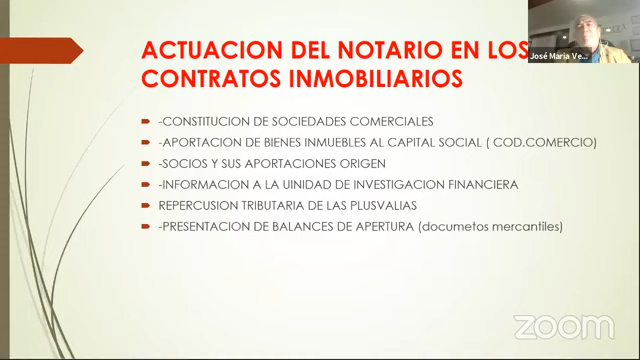 ACTUACION DEL NOTARIO EN LOS
CONTRATOS INMOBILIARIOS
José Maria Ve...
-CONSTITUCION DE SOCIEDADES COMERCIALES
-APORTACION DE BIENES INMUEBLES AL CAPITAL SOCIAL ( COD.COMERCIO)
-SOCIOS Y SUS APORTACIONES ORIGEN
-INFORMACION A LA UINIDAD DE INVESTIGACION FINANCIERA
REPERCUSION TRIBUTARIA DE LAS PLUSVALIAS
-PRESENTACION DE BALANCES DE APERTURA (documetos mercantiles)
zoom